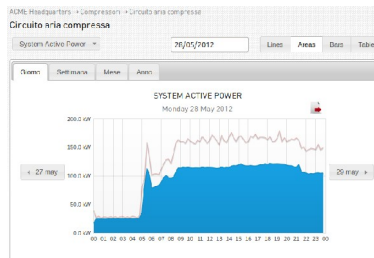 ACME Headquarters → Compressori → Circuito aria compressa
Circuito aria compressa
System Active Power
28/05/2012
Lines Areas Bars Table
Giorno Settimana Mese Anno
SYSTEM ACTIVE POWER
Monday 28 May 2012
200.0 kW
150.0 kW
100.0 kW
50.0 kW
0.0 kW
27 may
29 may
00 01 02 03 04 05 06 07 08 09 10 11 12 13 14 15 16 17 18 19 20 21 22 23 00